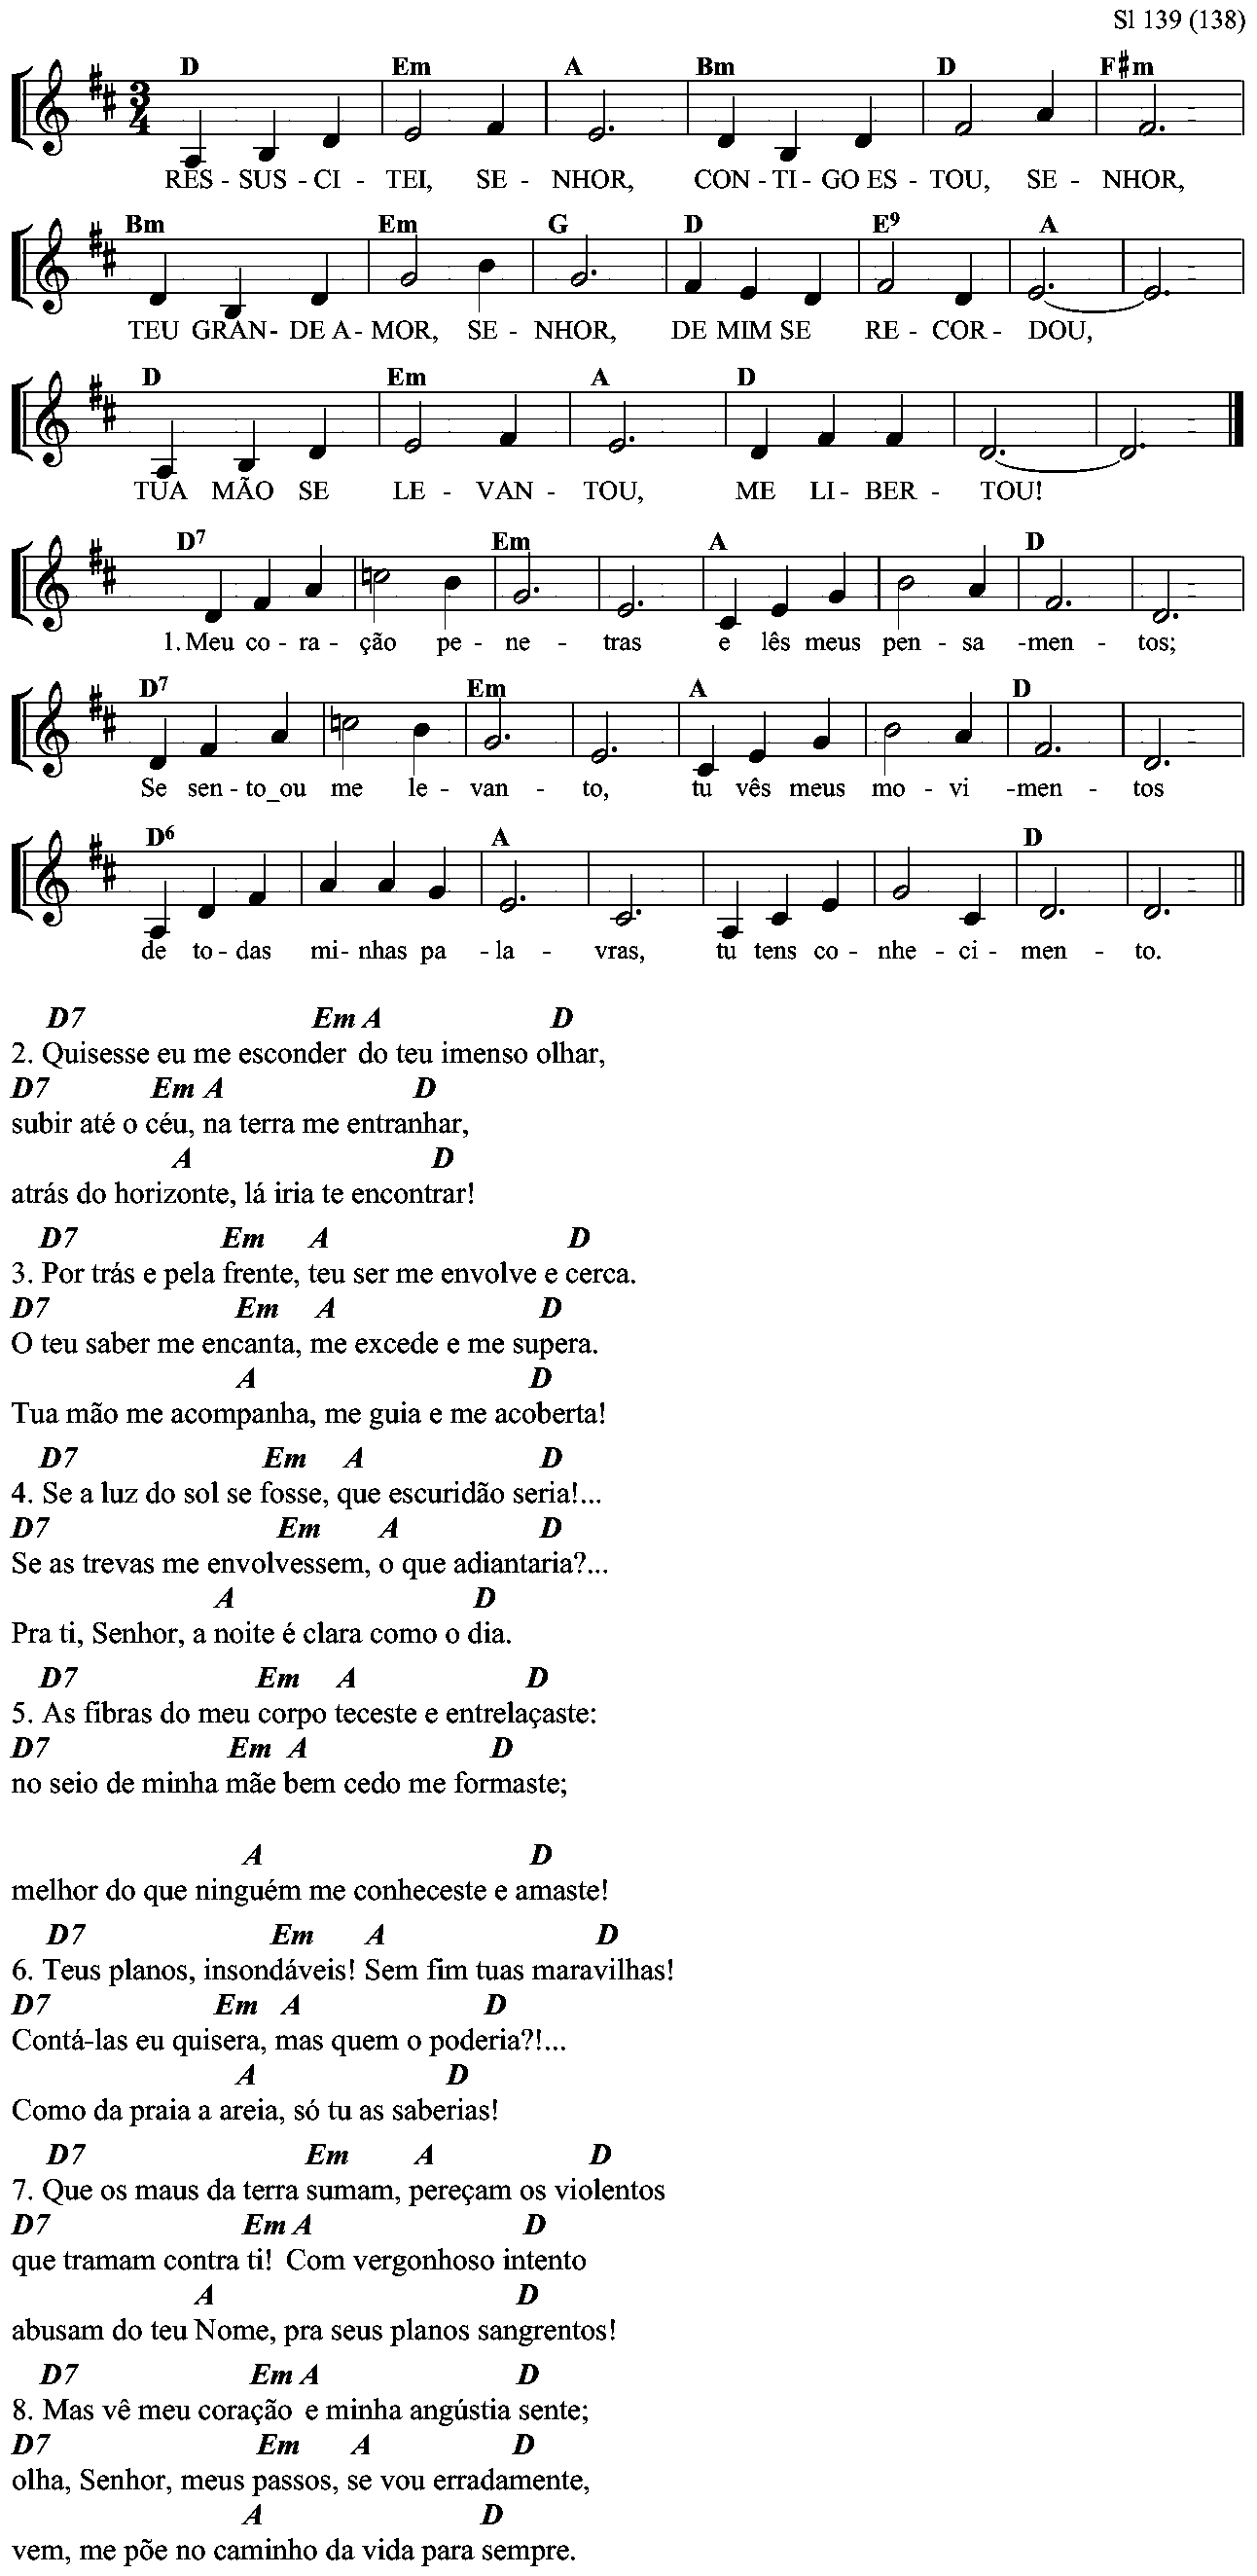 Sl 139 (138)
D Em A Bm D F#m
RES - SUS - CI - TEI, SE - NHOR, CON - TI - GO ES - TOU, SE - NHOR,
Bm Em G D E9 A
TEU GRAN - DE A - MOR, SE - NHOR, DE MIM SE RE - COR - DOU,
D Em A D
TUA MÃO SE LE - VAN - TOU, ME LI - BER - TOU!
D7 Em A D
1. Meu co - ra - ção pe - ne - tras e lês meus pen - sa - men - tos;
D7 Em A D
Se sen - to_ou me le - van - to, tu vês meus mo - vi - men - tos
D6 A D
de to - das mi - nhas pa - la - vras, tu tens co - nhe - ci - men - to.
D7 Em A D
2. Quisesse eu me esconder do teu imenso olhar,
D7 Em A D
subir até o céu, na terra me entranhar,
A D
atrás do horizonte, lá iria te encontrar!
D7 Em A D
3. Por trás e pela frente, teu ser me envolve e cerca.
D7 Em A D
O teu saber me encanta, me excede e me supera.
A D
Tua mão me acompanha, me guia e me acoberta!
D7 Em A D
4. Se a luz do sol se fosse, que escuridão seria!...
D7 Em A D
Se as trevas me envolvessem, o que adiantaria?...
A D
Pra ti, Senhor, a noite é clara como o dia.
D7 Em A D
5. As fibras do meu corpo teceste e entrelaçaste:
D7 Em A D
no seio de minha mãe bem cedo me formaste;
A D
melhor do que ninguém me conheceste e amaste!
D7 Em A D
6. Teus planos, insondáveis! Sem fim tuas maravilhas!
D7 Em A D
Contá-las eu quisera, mas quem o poderia?!...
A D
Como da praia a areia, só tu as saberias!
D7 Em A D
7. Que os maus da terra sumam, pereçam os violentos
D7 Em A D
que tramam contra ti! Com vergonhoso intento
A D
abusam do teu Nome, pra seus planos sangrentos!
D7 Em A D
8. Mas vê meu coração e minha angústia sente;
D7 Em A D
olha, Senhor, meus passos, se vou erradamente,
A D
vem, me põe no caminho da vida para sempre.